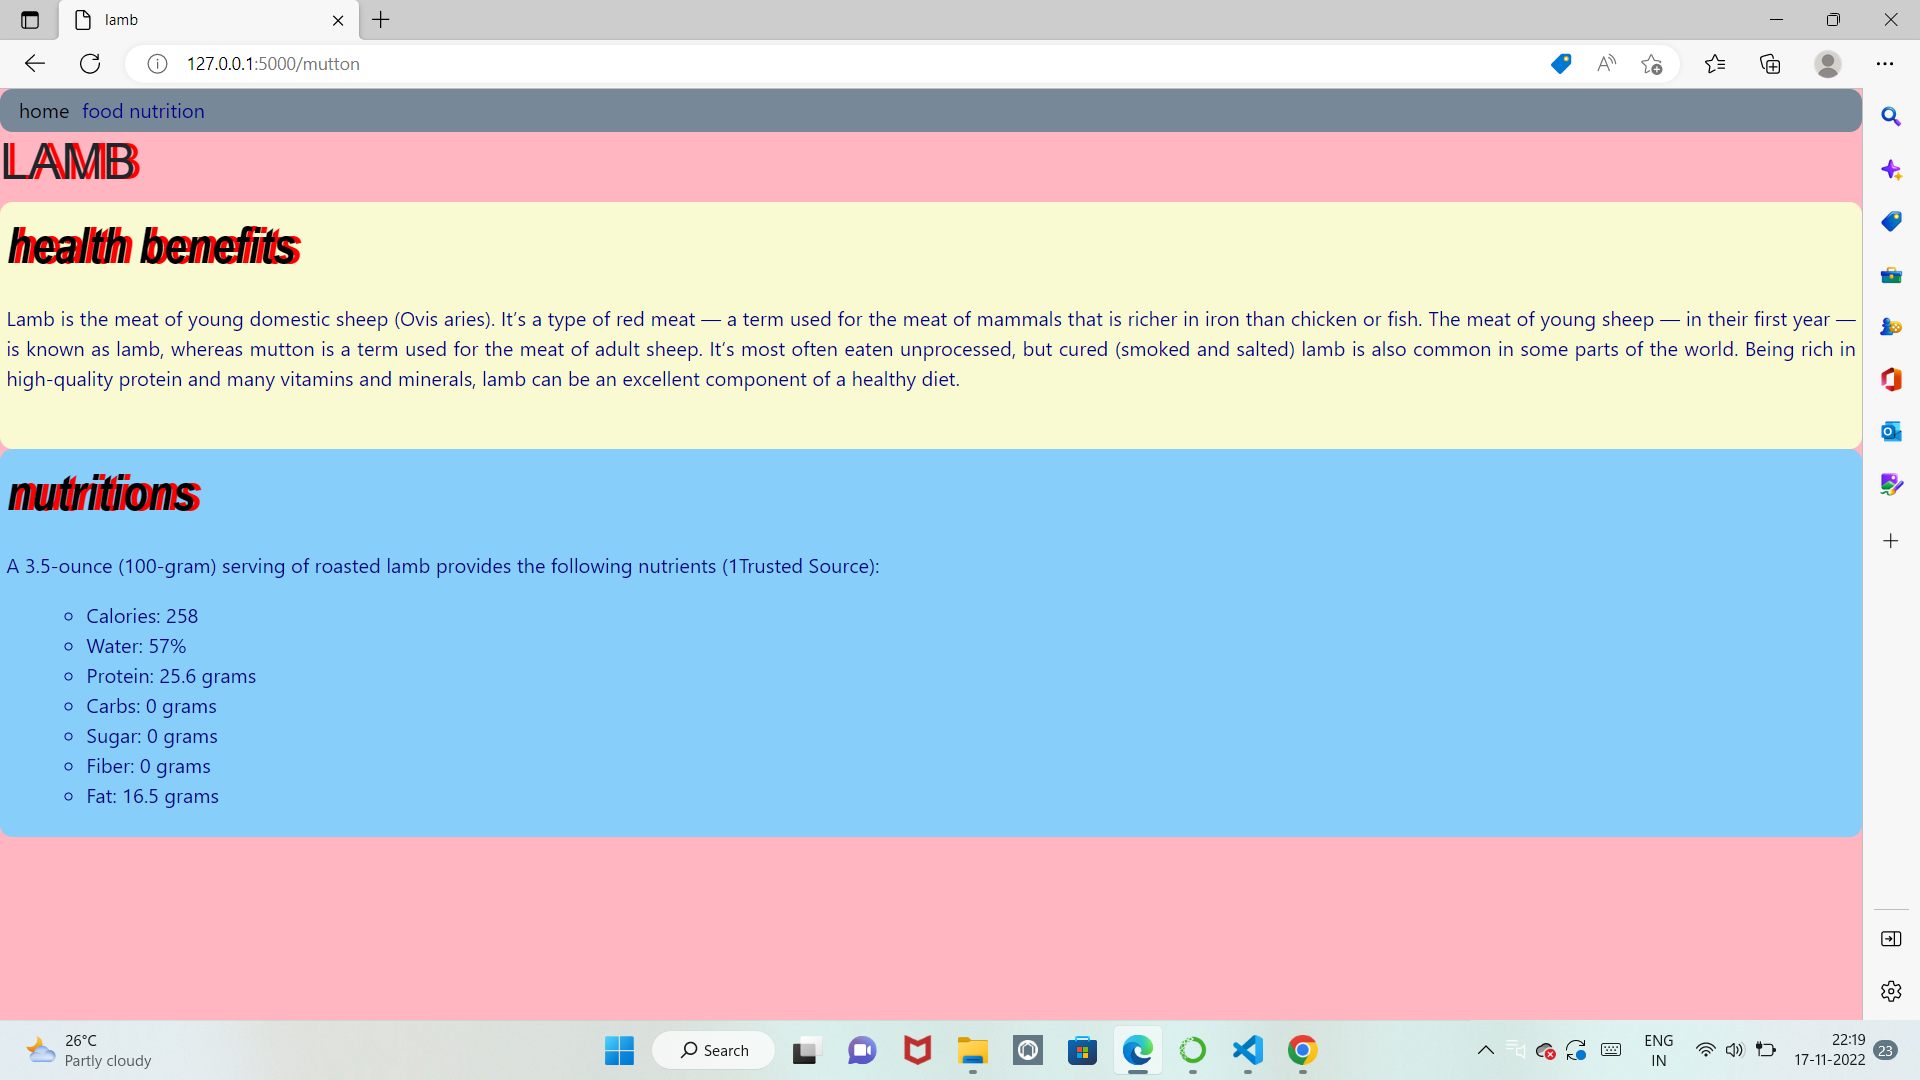 lamb
127.0.0.1:5000/mutton
home food nutrition
LAMB
health benefits
Lamb is the meat of young domestic sheep (Ovis aries). It’s a type of red meat — a term used for the meat of mammals that is richer in iron than chicken or fish. The meat of young sheep — in their first year —
is known as lamb, whereas mutton is a term used for the meat of adult sheep. It’s most often eaten unprocessed, but cured (smoked and salted) lamb is also common in some parts of the world. Being rich in
high-quality protein and many vitamins and minerals, lamb can be an excellent component of a healthy diet.
nutritions
A 3.5-ounce (100-gram) serving of roasted lamb provides the following nutrients (1Trusted Source):
Calories: 258
Water: 57%
Protein: 25.6 grams
Carbs: 0 grams
Sugar: 0 grams
Fiber: 0 grams
Fat: 16.5 grams
26°C
Partly cloudy
Search
ENG
IN
22:19
17-11-2022
23